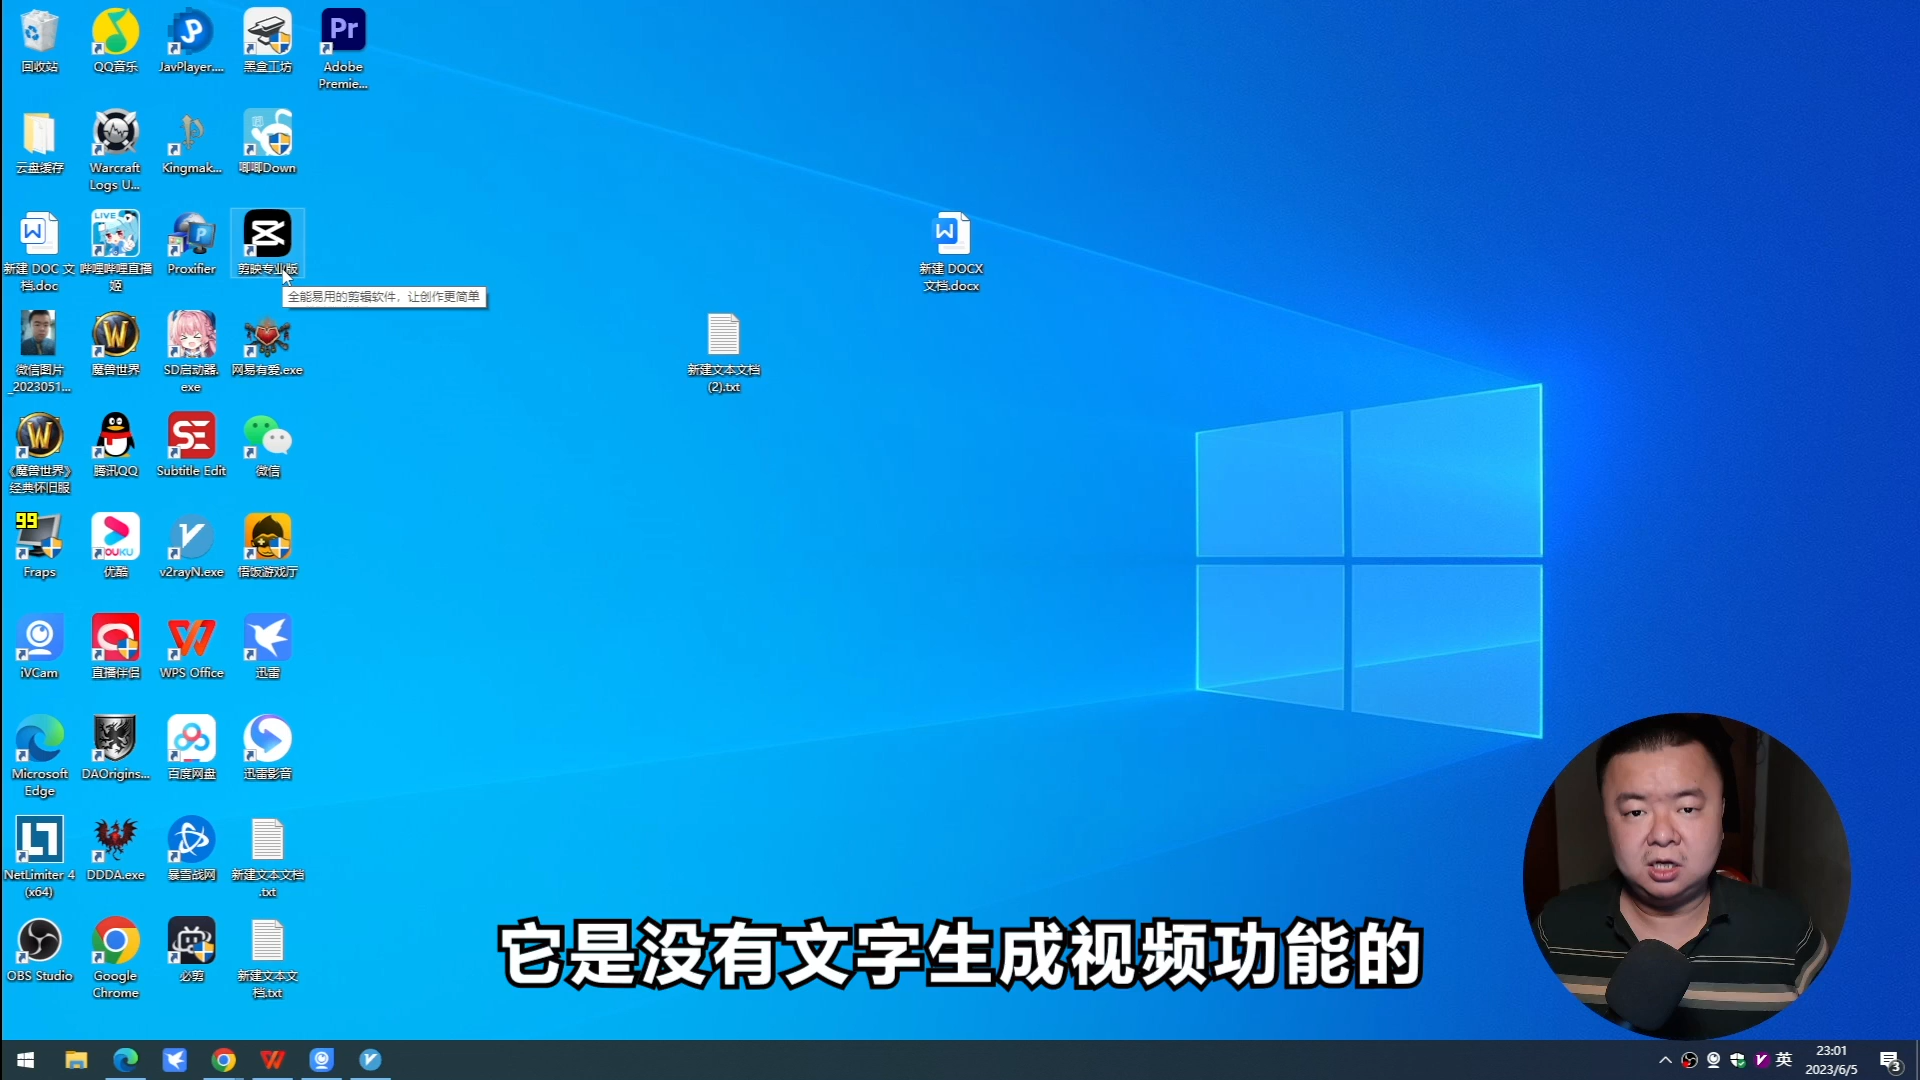 回收站
QQ音乐
JavPlayer....
黑盒工坊
Pr
Adobe
Premie...
云盘缓存
Warcraft
Logs U...
Kingmak...
唧唧Down
新建 DOC 文
档.doc
LIVE
哔哩哔哩直播
姬
Proxifier
剪映专业版
全能易用的剪辑软件，让创作更简单
新建 DOCX
文档.docx
微信图片
_2023051...
魔兽世界
SD启动器.
exe
网易有爱.exe
新建文本文档
(2).txt
《魔兽世界》
经典怀旧服
腾讯QQ
SE
Subtitle Edit
微信
99
Fraps
OUKU
优酷
v2rayN.exe
悟饭游戏厅
iVCam
直播伴侣
WPS Office
迅雷
Microsoft
Edge
DAOrigins...
百度网盘
迅雷影音
NetLimiter 4
(x64)
DDDA.exe
暴雪战网
新建文本文档
.txt
OBS Studio
Google
Chrome
必剪
新建文本文
档.txt
它是没有文字生成视频功能的
英
23:01
2023/6/5
3